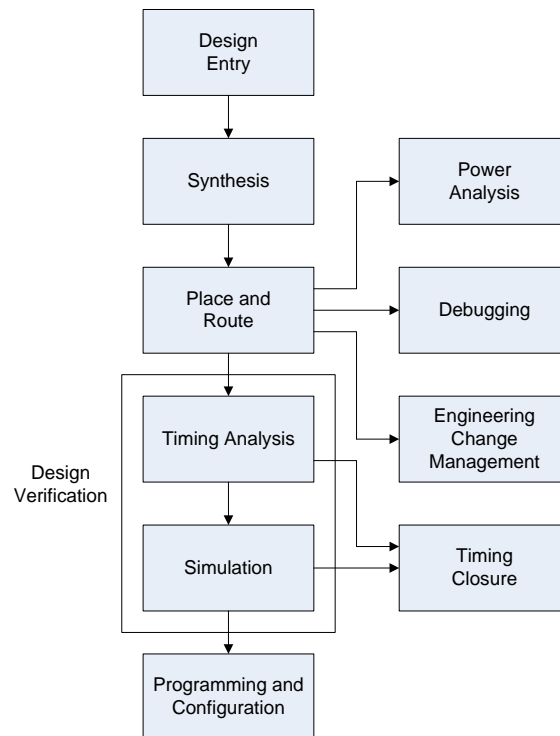 Design
Entry
Synthesis
Power
Analysis
Place and
Route
Debugging
Timing Analysis
Engineering
Change
Management
Design
Verification
Simulation
Timing
Closure
Programming and
Configuration